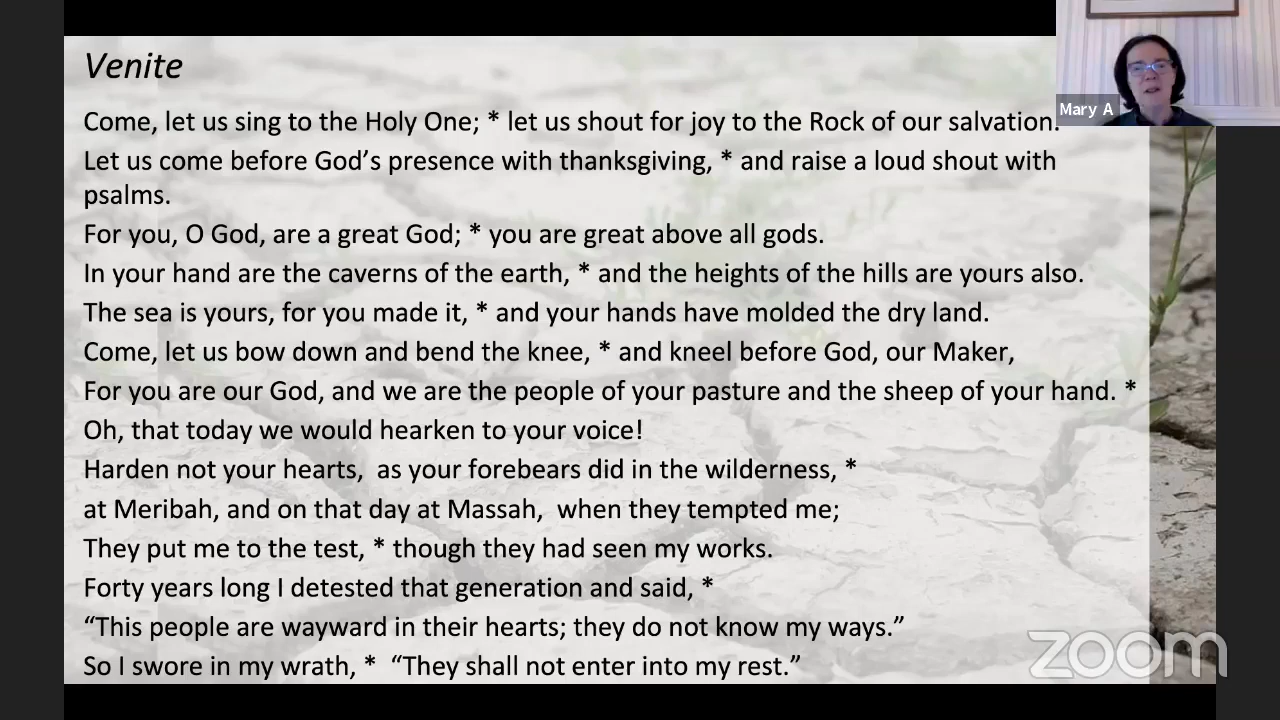 Venite
Come, let us sing to the Holy One; * let us shout for joy to the Rock of our salvation.
Let us come before God’s presence with thanksgiving, * and raise a loud shout with
psalms.
For you, O God, are a great God; * you are great above all gods.
In your hand are the caverns of the earth, * and the heights of the hills are yours also.
The sea is yours, for you made it, * and your hands have molded the dry land.
Come, let us bow down and bend the knee, * and kneel before God, our Maker,
For you are our God, and we are the people of your pasture and the sheep of your hand. *
Oh, that today we would hearken to your voice!
Harden not your hearts,  as your forebears did in the wilderness, *
at Meribah, and on that day at Massah,  when they tempted me;
They put me to the test, * though they had seen my works.
Forty years long I detested that generation and said, *
“This people are wayward in their hearts; they do not know my ways.”
So I swore in my wrath, *  “They shall not enter into my rest.”
Mary A
zoom